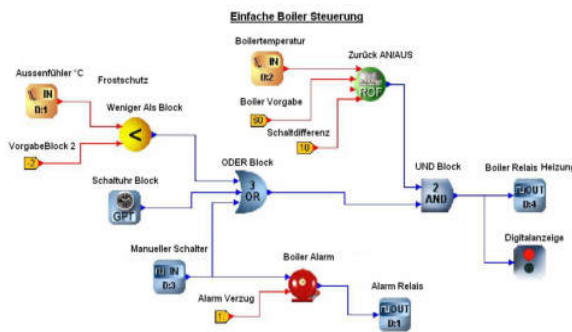 Einfache Boiler Steuerung
Boilertemperatur
Zurück AN/AUS
IN
D:2
ROF
Aussenfühler °C
Frostschutz
Weniger Als Block
IN
D:1
<
Boiler Vorgabe
60
Schaltdifferenz
10
VorgabeBlock 2
-2
ODER Block
UND Block
Boiler Relais Heizung
Schaltuhr Block
GPT
3
OR
2
AND
OUT
D:4
Digitalanzeige
Manueller Schalter
Boiler Alarm
IN
D:3
Alarm Verzug
Alarm Relais
1
OUT
D:1